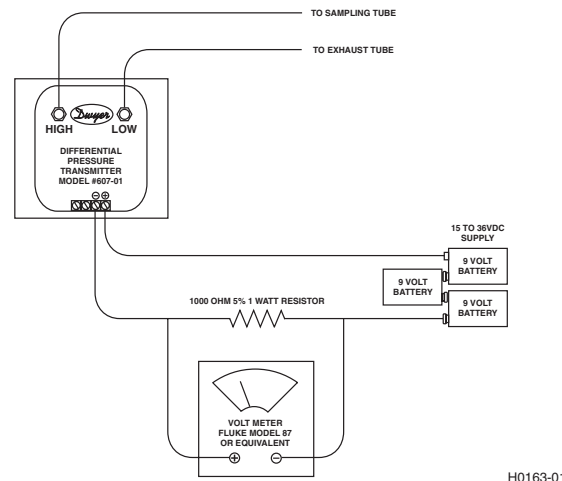 TO SAMPLING TUBE
TO EXHAUST TUBE
Dwyer
HIGH
LOW
DIFFERENTIAL
PRESSURE
TRANSMITTER
MODEL #607-01
⊖⊕
15 TO 36VDC
SUPPLY
9 VOLT
BATTERY
9 VOLT
BATTERY
9 VOLT
BATTERY
1000 OHM 5% 1 WATT RESISTOR
VOLT METER
FLUKE MODEL 87
OR EQUIVALENT
⊕ ⊖
H0163-01